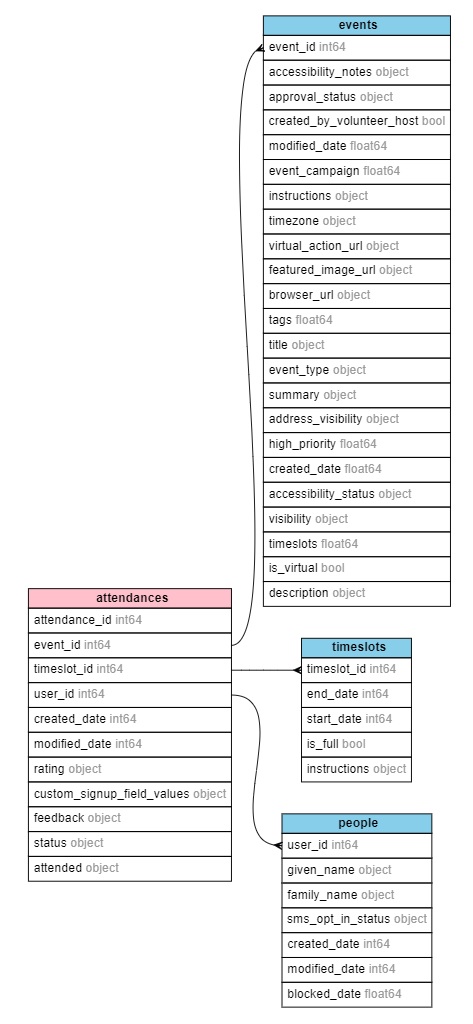 events
event_id int64
accessibility_notes object
approval_status object
created_by_volunteer_host bool
modified_date float64
event_campaign float64
instructions object
timezone object
virtual_action_url object
featured_image_url object
browser_url object
tags float64
title object
event_type object
summary object
address_visibility object
high_priority float64
created_date float64
accessibility_status object
visibility object
timeslots float64
is_virtual bool
description object
attendances
attendance_id int64
event_id int64
timeslot_id int64
user_id int64
created_date int64
modified_date int64
rating object
custom_signup_field_values object
feedback object
status object
attended object
timeslots
timeslot_id int64
end_date int64
start_date int64
is_full bool
instructions object
people
user_id int64
given_name object
family_name object
sms_opt_in_status object
created_date int64
modified_date int64
blocked_date float64